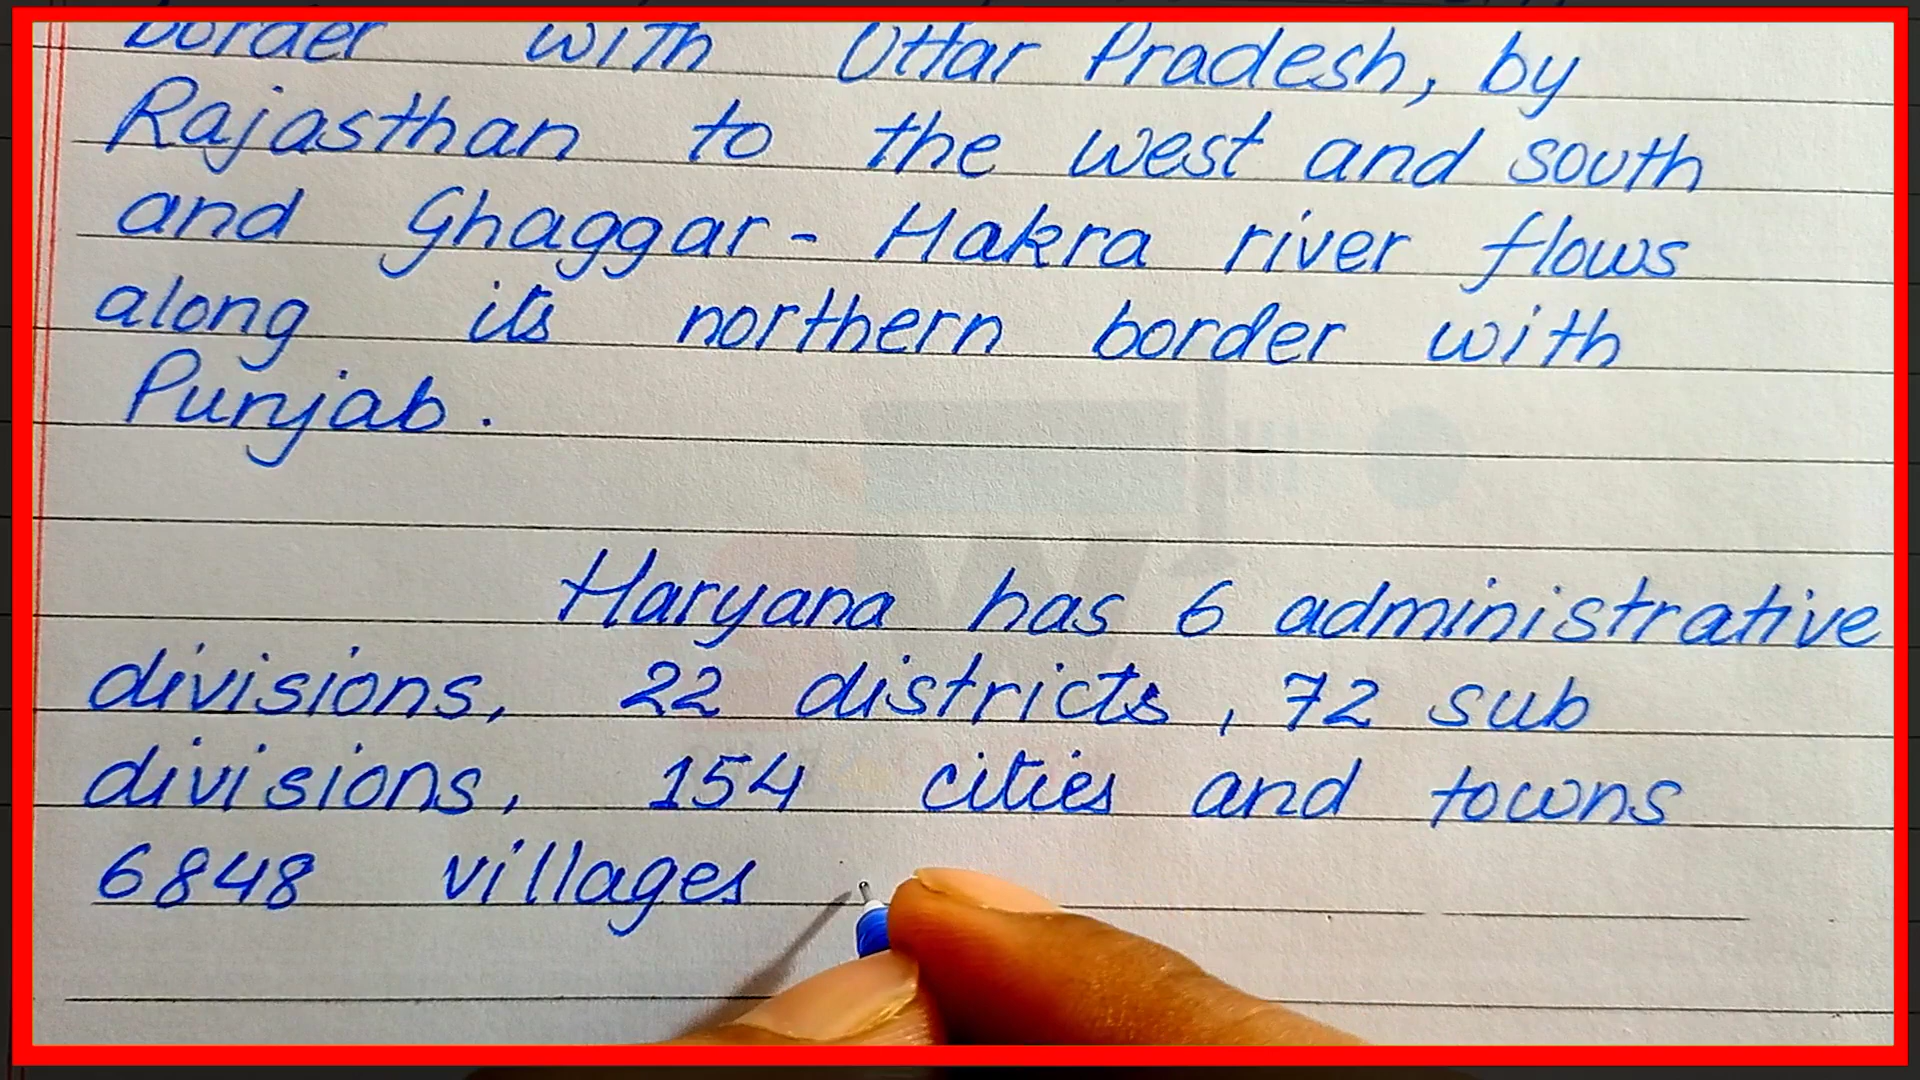 border with Uttar Pradesh, by
Rajasthan to the west and south
and Ghaggar - Hakra river flows
along its northern border with
Punjab.
Haryana has 6 administrative
divisions, 22 districts, 72 sub
divisions, 154 cities and towns
6848 villages